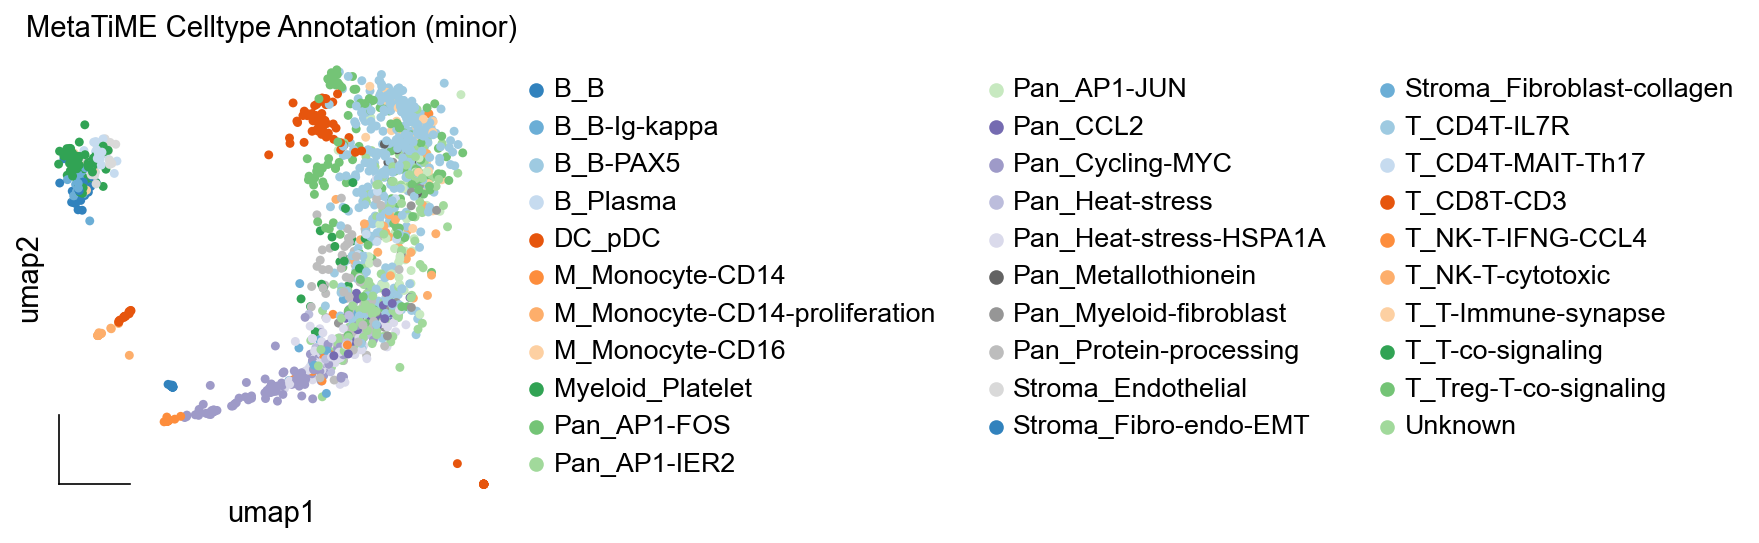 MetaTiME Celltype Annotation (minor)
B_B
B_B-Ig-kappa
B_B-PAX5
B_Plasma
DC_pDC
M_Monocyte-CD14
M_Monocyte-CD14-proliferation
M_Monocyte-CD16
Myeloid_Platelet
Pan_AP1-FOS
Pan_AP1-IER2
Pan_AP1-JUN
Pan_CCL2
Pan_Cycling-MYC
Pan_Heat-stress
Pan_Heat-stress-HSPA1A
Pan_Metallothionein
Pan_Myeloid-fibroblast
Pan_Protein-processing
Stroma_Endothelial
Stroma_Fibro-endo-EMT
Stroma_Fibroblast-collagen
T_CD4T-IL7R
T_CD4T-MAIT-Th17
T_CD8T-CD3
T_NK-T-IFNG-CCL4
T_NK-T-cytotoxic
T_T-Immune-synapse
T_T-co-signaling
T_Treg-T-co-signaling
Unknown
umap2
umap1